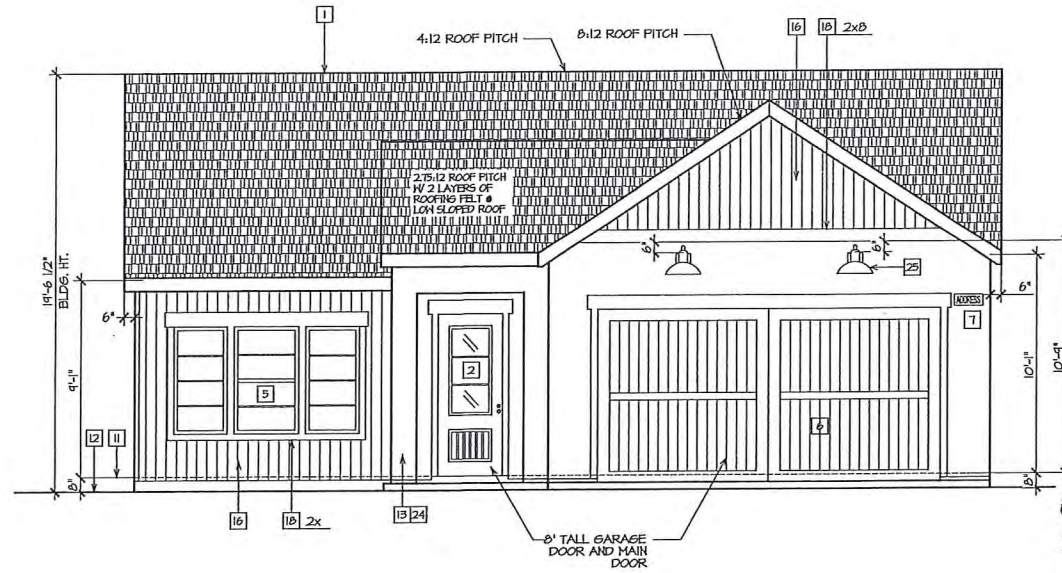 1
4:12 ROOF PITCH
8:12 ROOF PITCH
16
18 2x8
2.75:12 ROOF PITCH
W/ 2 LAYERS OF
ROOFING FELT @
LOW SLOPED ROOF
19'-6 1/2"
BLDG. HT.
6"
6"
25
6"
ADDRESS
7
6"
9'-1"
5
2
6
10'-1"
10'-9"
12
11
8"
8"
16
18 2x
13 24
8' TALL GARAGE
DOOR AND MAIN
DOOR